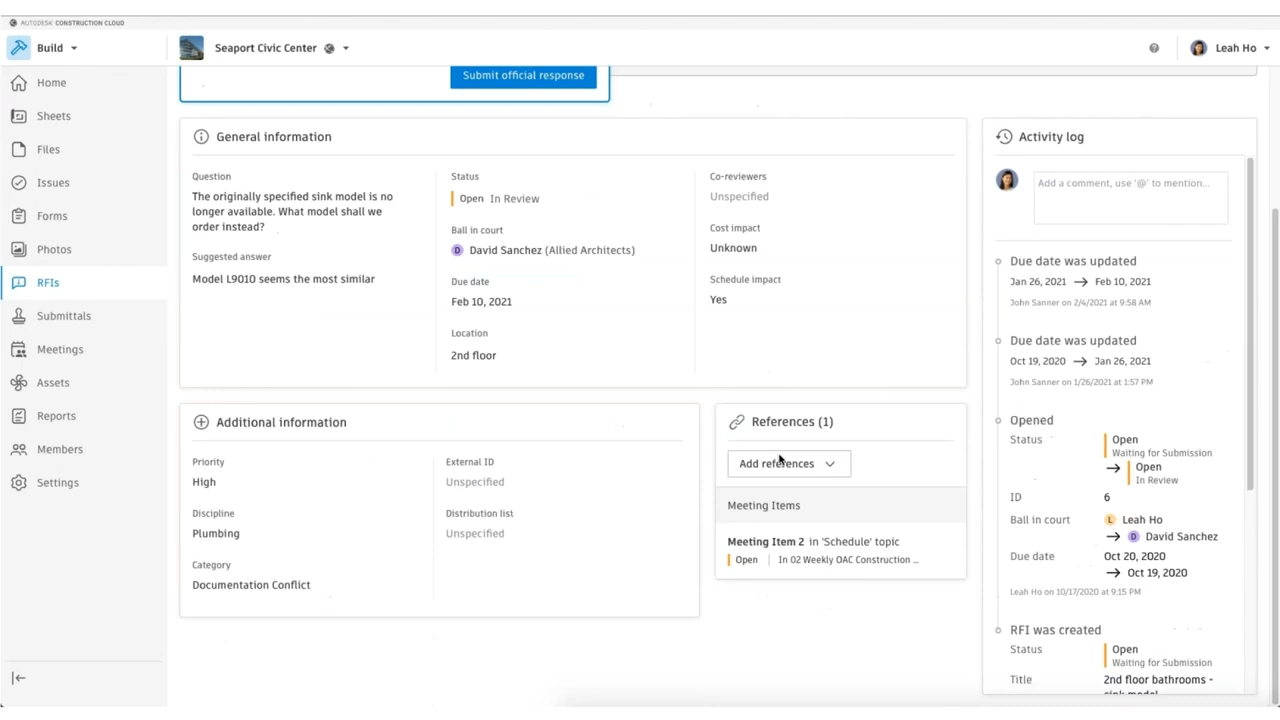 AUTODESK CONSTRUCTION CLOUD
Build
Seaport Civic Center
Leah Ho
Home
Sheets
Files
Issues
Forms
Photos
RFIs
Submittals
Meetings
Assets
Reports
Members
Settings
Submit official response
General information
Question
The originally specified sink model is no
longer available. What model shall we
order instead?
Suggested answer
Model L9010 seems the most similar
Status
Open In Review
Ball in court
D David Sanchez (Allied Architects)
Due date
Feb 10, 2021
Location
2nd floor
Co-reviewers
Unspecified
Cost impact
Unknown
Schedule impact
Yes
Additional information
Priority
High
Discipline
Plumbing
Category
Documentation Conflict
External ID
Unspecified
Distribution list
Unspecified
References (1)
Add references
Meeting Items
Meeting Item 2 in 'Schedule' topic
Open In 02 Weekly OAC Construction ...
Activity log
Add a comment, use '@' to mention...
Due date was updated
Jan 26, 2021 → Feb 10, 2021
John Sanner on 2/4/2021 at 9:58 AM
Due date was updated
Oct 19, 2020 → Jan 26, 2021
John Sanner on 1/26/2021 at 1:57 PM
Opened
Status Open
Waiting for Submission
→ Open
In Review
ID 6
Ball in court L Leah Ho
→ D David Sanchez
Due date Oct 20, 2020
→ Oct 19, 2020
Leah Ho on 10/17/2020 at 9:15 PM
RFI was created
Status Open
Waiting for Submission
Title 2nd floor bathrooms -
sink model